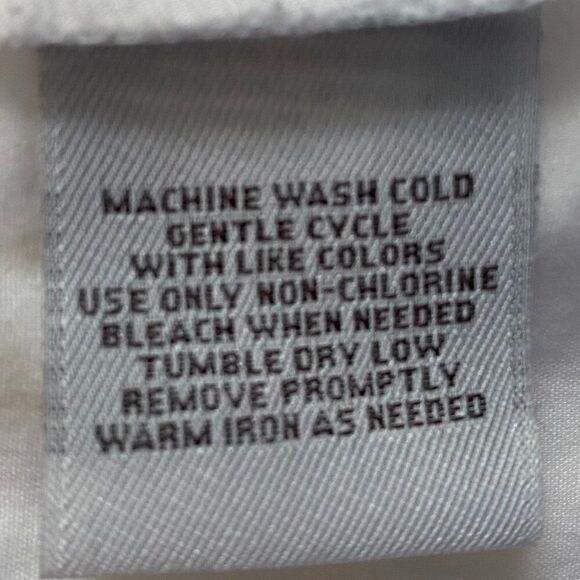 MACHINE WASH COLD
GENTLE CYCLE
WITH LIKE COLORS
USE ONLY NON-CHLORINE
BLEACH WHEN NEEDED
TUMBLE DRY LOW
REMOVE PROMPTLY
WARM IRON AS NEEDED